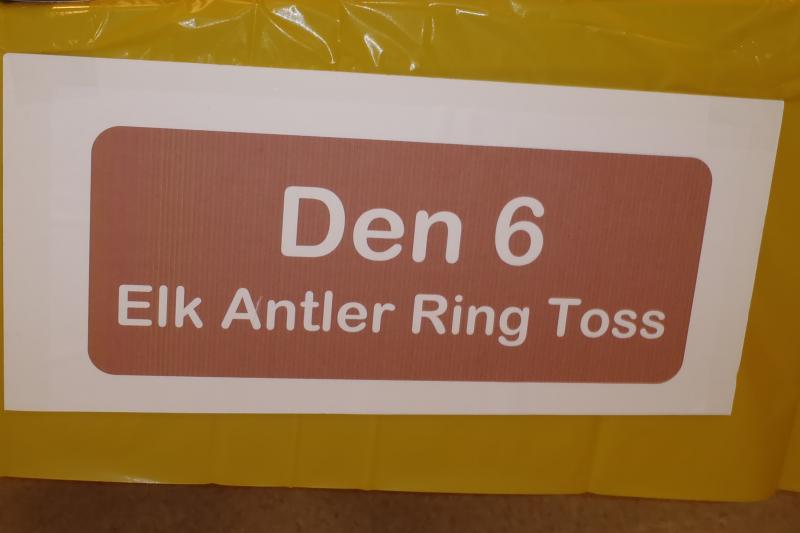 Den 6
Elk Antler Ring Toss